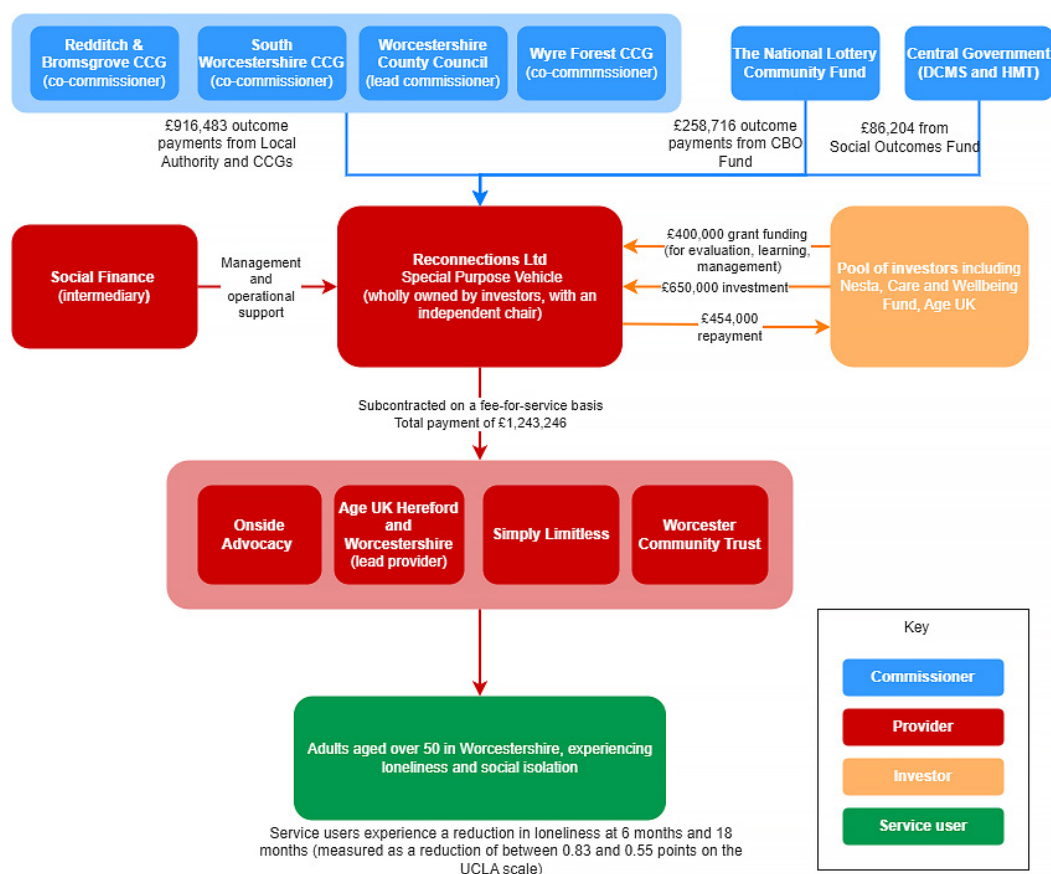 Redditch &
Bromsgrove CCG
(co-commissioner)
South
Worcestershire CCG
(co-commissioner)
Worcestershire
County Council
(lead commissioner)
Wyre Forest CCG
(co-commmssioner)
The National Lottery
Community Fund
Central Government
(DCMS and HMT)
£916,483 outcome
payments from Local
Authority and CCGs
£258,716 outcome
payments from CBO
Fund
£86,204 from
Social Outcomes Fund
Social Finance
(intermediary)
Management
and
operational
support
Reconnections Ltd
Special Purpose Vehicle
(wholly owned by investors, with an
independent chair)
£400,000 grant funding
(for evaluation, learning,
management)
£650,000 investment
£454,000
repayment
Pool of investors including
Nesta, Care and Wellbeing
Fund, Age UK
Subcontracted on a fee-for-service basis
Total payment of £1,243,246
Onside
Advocacy
Age UK Hereford
and
Worcestershire
(lead provider)
Simply Limitless
Worcester
Community Trust
Adults aged over 50 in Worcestershire, experiencing
loneliness and social isolation
Service users experience a reduction in loneliness at 6 months and 18
months (measured as a reduction of between 0.83 and 0.55 points on the
UCLA scale)
Key
Commissioner
Provider
Investor
Service user